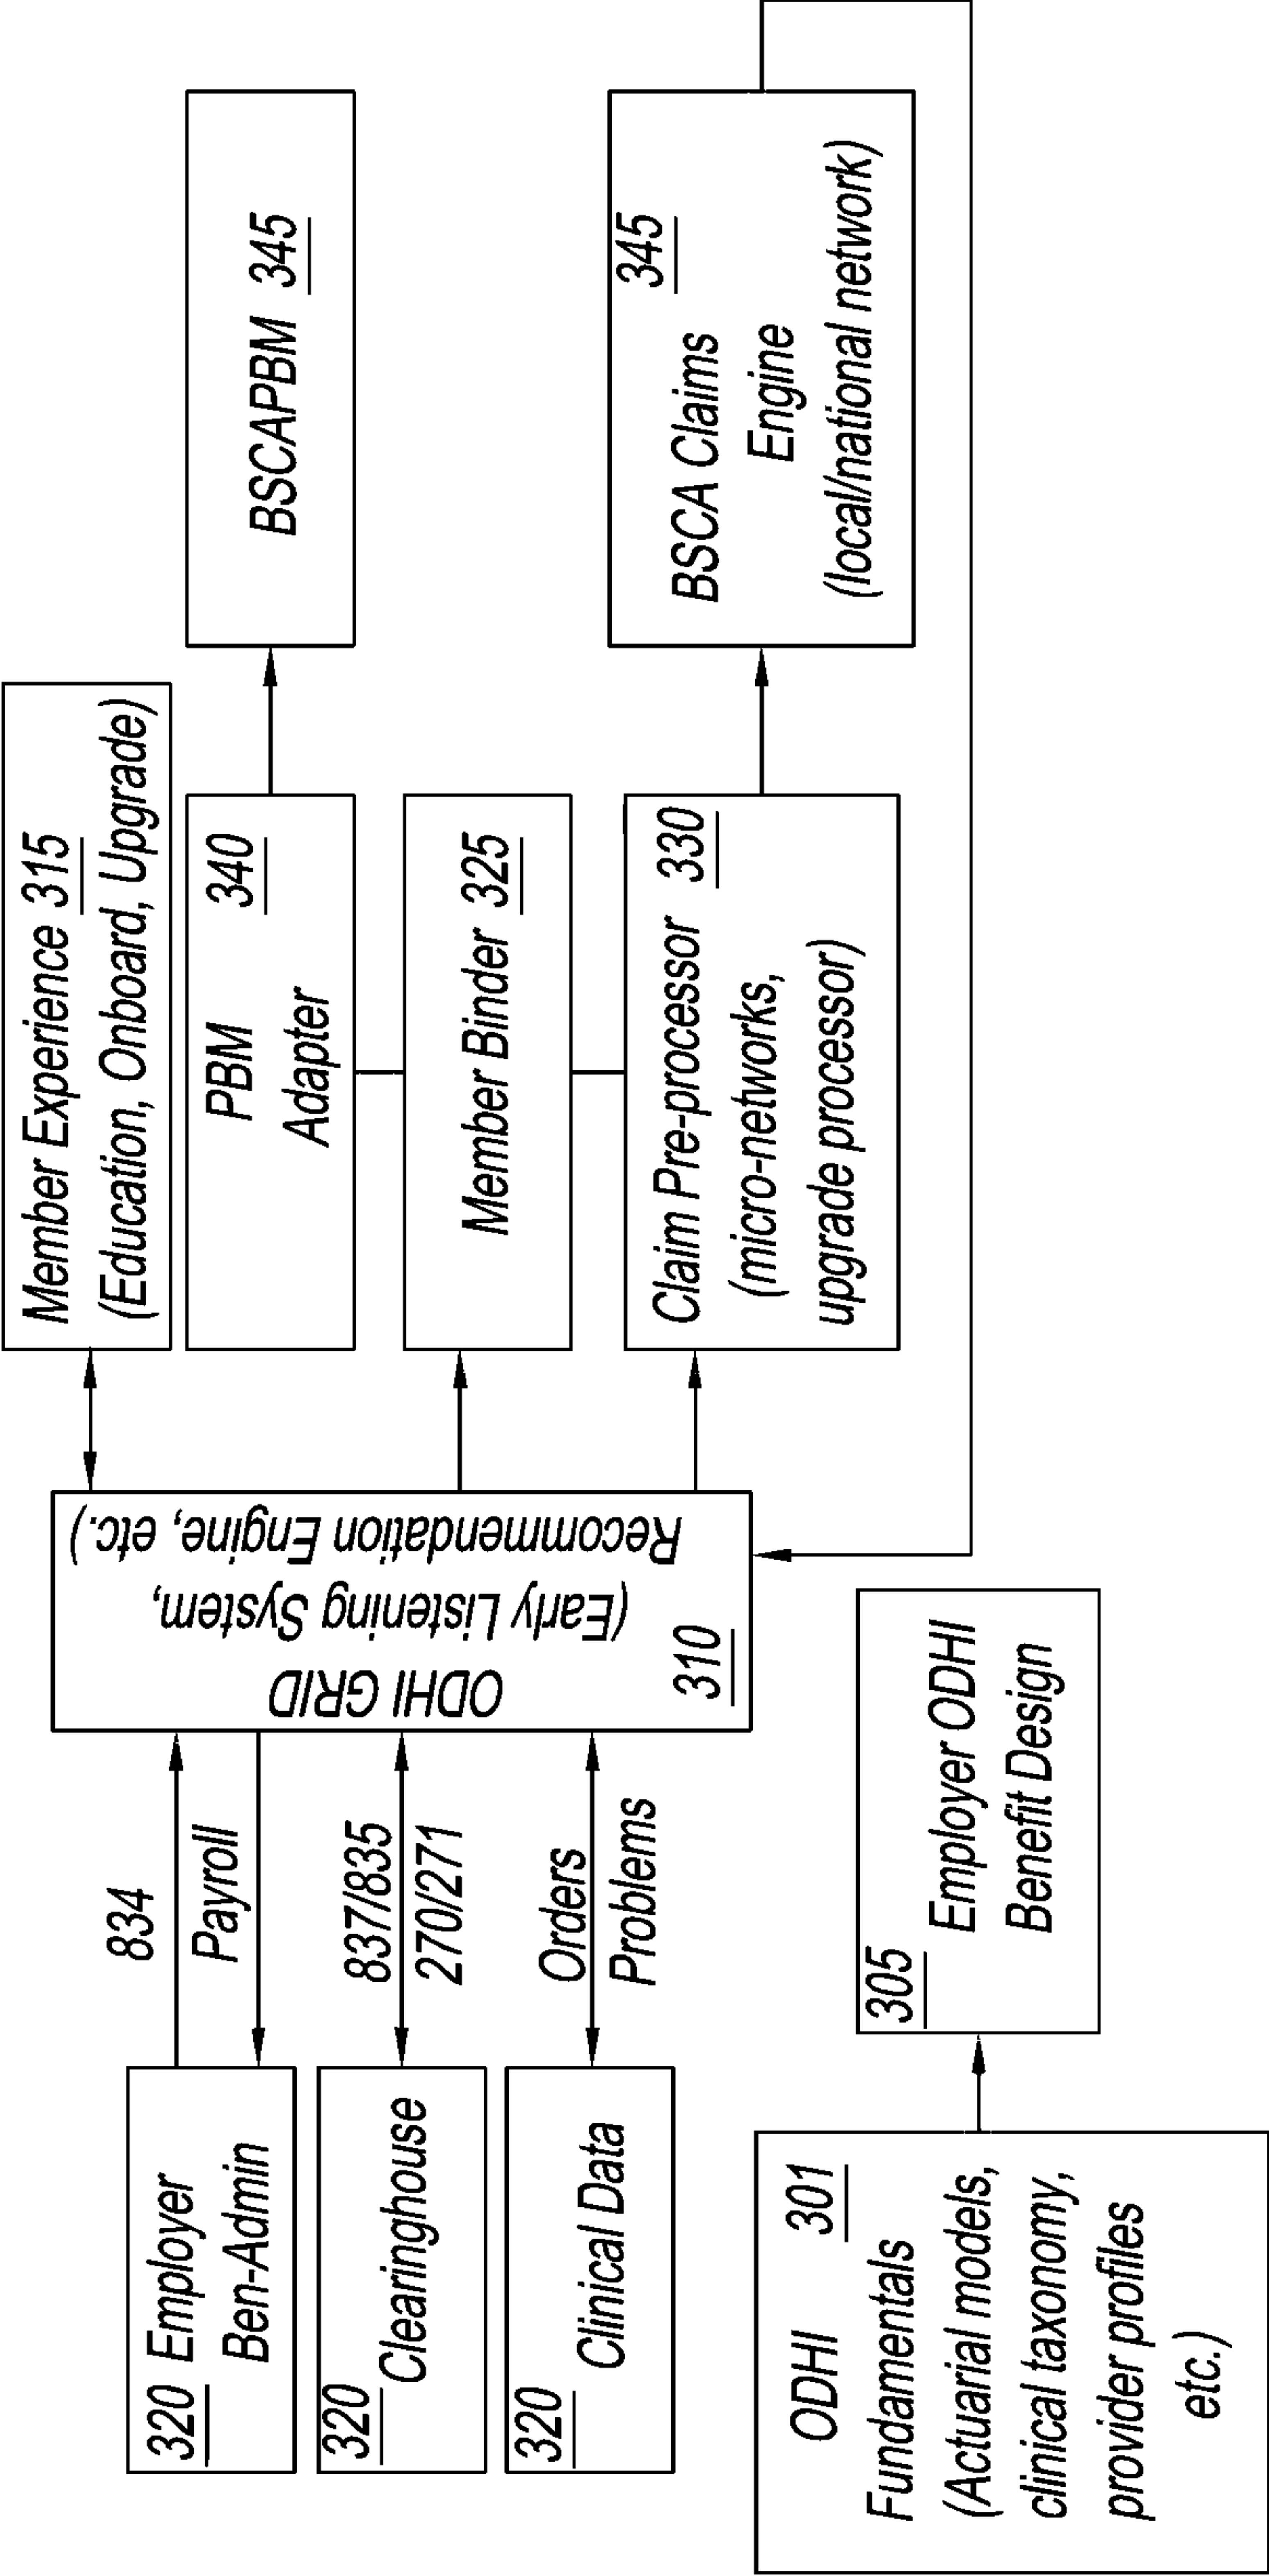 834
Payroll
837/835
270/271
Orders
Problems
320 Employer
Ben-Admin
320
Clearinghouse
320
Clinical Data
ODHI GRID
(Early Listening System,
Recommendation Engine, etc.)
310
Member Experience 315
(Education, Onboard, Upgrade)
PBM 340
Adapter
Member Binder 325
Claim Pre-processor 330
(micro-networks,
upgrade processor)
BSCAPBM 345
345
BSCA Claims
Engine
(local/national network)
ODHI 301
Fundamentals
(Actuarial models,
clinical taxonomy,
provider profiles
etc.)
305
Employer ODHI
Benefit Design